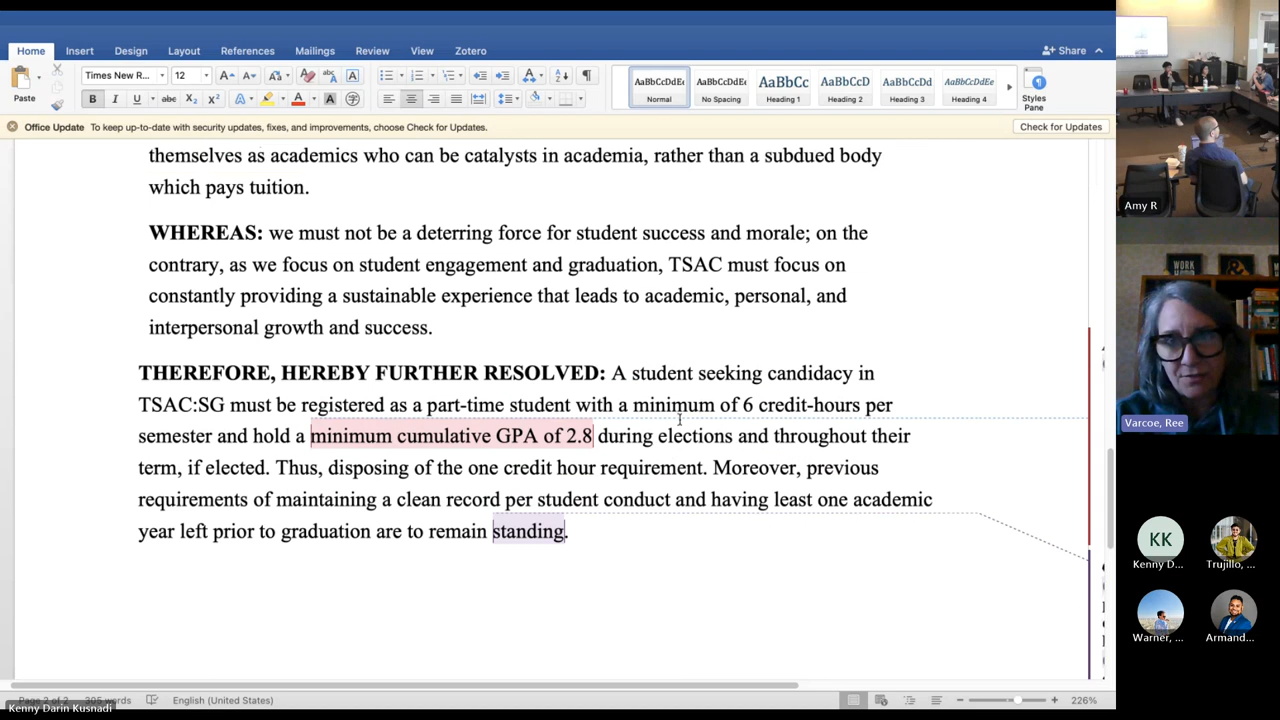 Home Insert Design Layout References Mailings Review View Zotero Share
Times New R... 12
Paste
AaBbCcDdEe AaBbCcDdEe AaBbCc AaBbCcD AaBbCcDd AaBbCcDdEe
Normal No Spacing Heading 1 Heading 2 Heading 3 Heading 4 Styles Pane
Office Update To keep up-to-date with security updates, fixes, and improvements, choose Check for Updates. Check for Updates
themselves as academics who can be catalysts in academia, rather than a subdued body
which pays tuition.
WHEREAS: we must not be a deterring force for student success and morale; on the
contrary, as we focus on student engagement and graduation, TSAC must focus on
constantly providing a sustainable experience that leads to academic, personal, and
interpersonal growth and success.
THEREFORE, HEREBY FURTHER RESOLVED: A student seeking candidacy in
TSAC:SG must be registered as a part-time student with a minimum of 6 credit-hours per
semester and hold a minimum cumulative GPA of 2.8 during elections and throughout their
term, if elected. Thus, disposing of the one credit hour requirement. Moreover, previous
requirements of maintaining a clean record per student conduct and having least one academic
year left prior to graduation are to remain standing.
Page 2 of 2 305 words English (United States) 226%
Kenny Darin Kusnadi
Amy R
WORK
Varcoe, Ree
KK
Kenny D... Trujillo, ...
Warner, ... Armand...